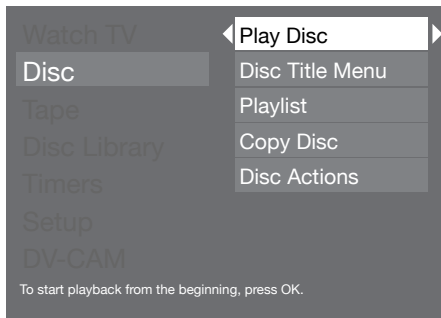 Watch TV
Disc
Tape
Disc Library
Timers
Setup
DV-CAM
Play Disc
Disc Title Menu
Playlist
Copy Disc
Disc Actions
To start playback from the beginning, press OK.